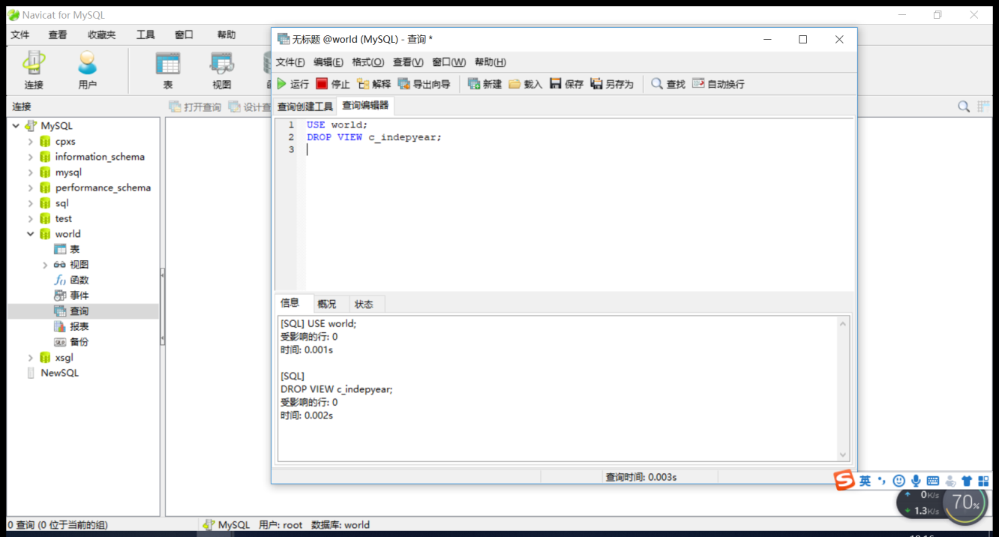 Navicat for MySQL
文件 查看 收藏夹 工具 窗口 帮助
连接 用户 表 视图
连接
打开查询 设计查
MySQL
cpxs
information_schema
mysql
performance_schema
sql
test
world
表
视图
函数
事件
查询
报表
备份
xsgl
NewSQL
无标题 @world (MySQL) - 查询 *
文件(F) 编辑(E) 格式(O) 查看(V) 窗口(W) 帮助(H)
运行 停止 解释 导出向导 新建 载入 保存 另存为 查找 自动换行
查询创建工具 查询编辑器
1 USE world;
2 DROP VIEW c_indepyear;
3
信息 概况 状态
[SQL] USE world;
受影响的行: 0
时间: 0.001s
[SQL]
DROP VIEW c_indepyear;
受影响的行: 0
时间: 0.002s
查询时间: 0.003s
S 英
0K/s
1.3K/s
70%
0 查询 (0 位于当前的组) MySQL 用户: root 数据库: world